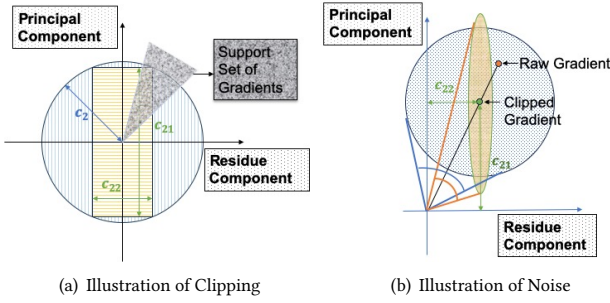 Principal
Component
Support
Set of
Gradients
c2
c21
Residue
Component
c22
(a) Illustration of Clipping
Principal
Component
Raw Gradient
c22
Clipped
Gradient
c21
Residue
Component
(b) Illustration of Noise